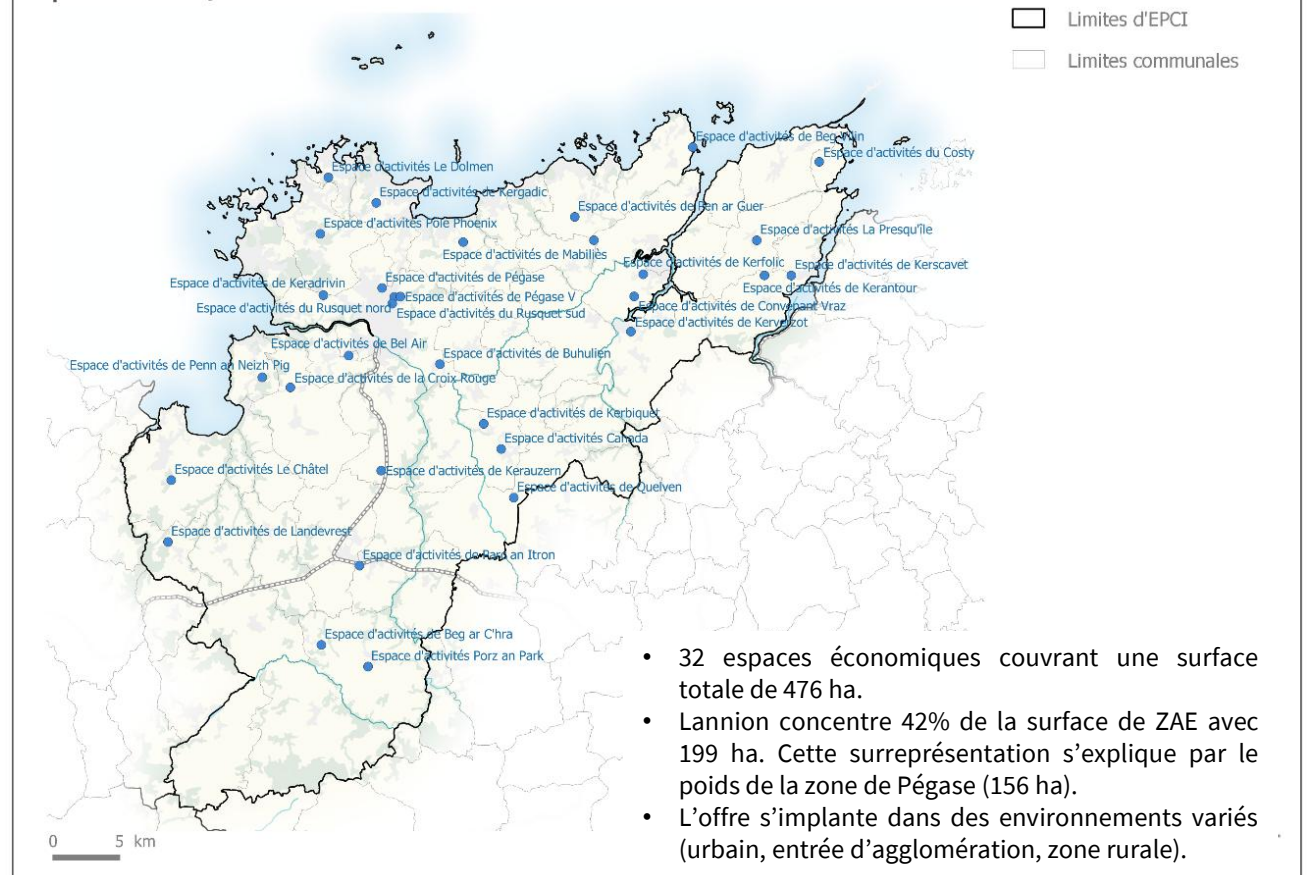 Limites d'EPCI
Limites communales
Espace d'activités de Beg Vilin
Espace d'activités du Costy
Espace d'activités Le Dolmen
Espace d'activités de Kergadic
Espace d'activités de Pen ar Guer
Espace d'activités Pole Phoenix
Espace d'activités La Presqu'île
Espace d'activités de Mabiliès
Espace d'activités de Kerfolic
Espace d'activités de Kerscavet
Espace d'activités de Keradrivin
Espace d'activités de Pégase
Espace d'activités de Kerantour
Espace d'activités de Pégase V
Espace d'activités du Rusquet nord
Espace d'activités du Rusquet sud
Espace d'activités de Convenant Vraz
Espace d'activités de Kerverzot
Espace d'activités de Bel Air
Espace d'activités de Buhulien
Espace d'activités de Penn an Neizh Pig
Espace d'activités de la Croix Rouge
Espace d'activités de Kerbiquet
Espace d'activités Canada
Espace d'activités Le Châtel
Espace d'activités de Kerauzern
Espace d'activités de Quelven
Espace d'activités de Landevrest
Espace d'activités de Parc an Itron
Espace d'activités de Beg ar C'hra
Espace d'activités Porz an Park
• 32 espaces économiques couvrant une surface
totale de 476 ha.
• Lannion concentre 42% de la surface de ZAE avec
199 ha. Cette surreprésentation s’explique par le
poids de la zone de Pégase (156 ha).
• L’offre s’implante dans des environnements variés
(urbain, entrée d’agglomération, zone rurale).
0 5 km